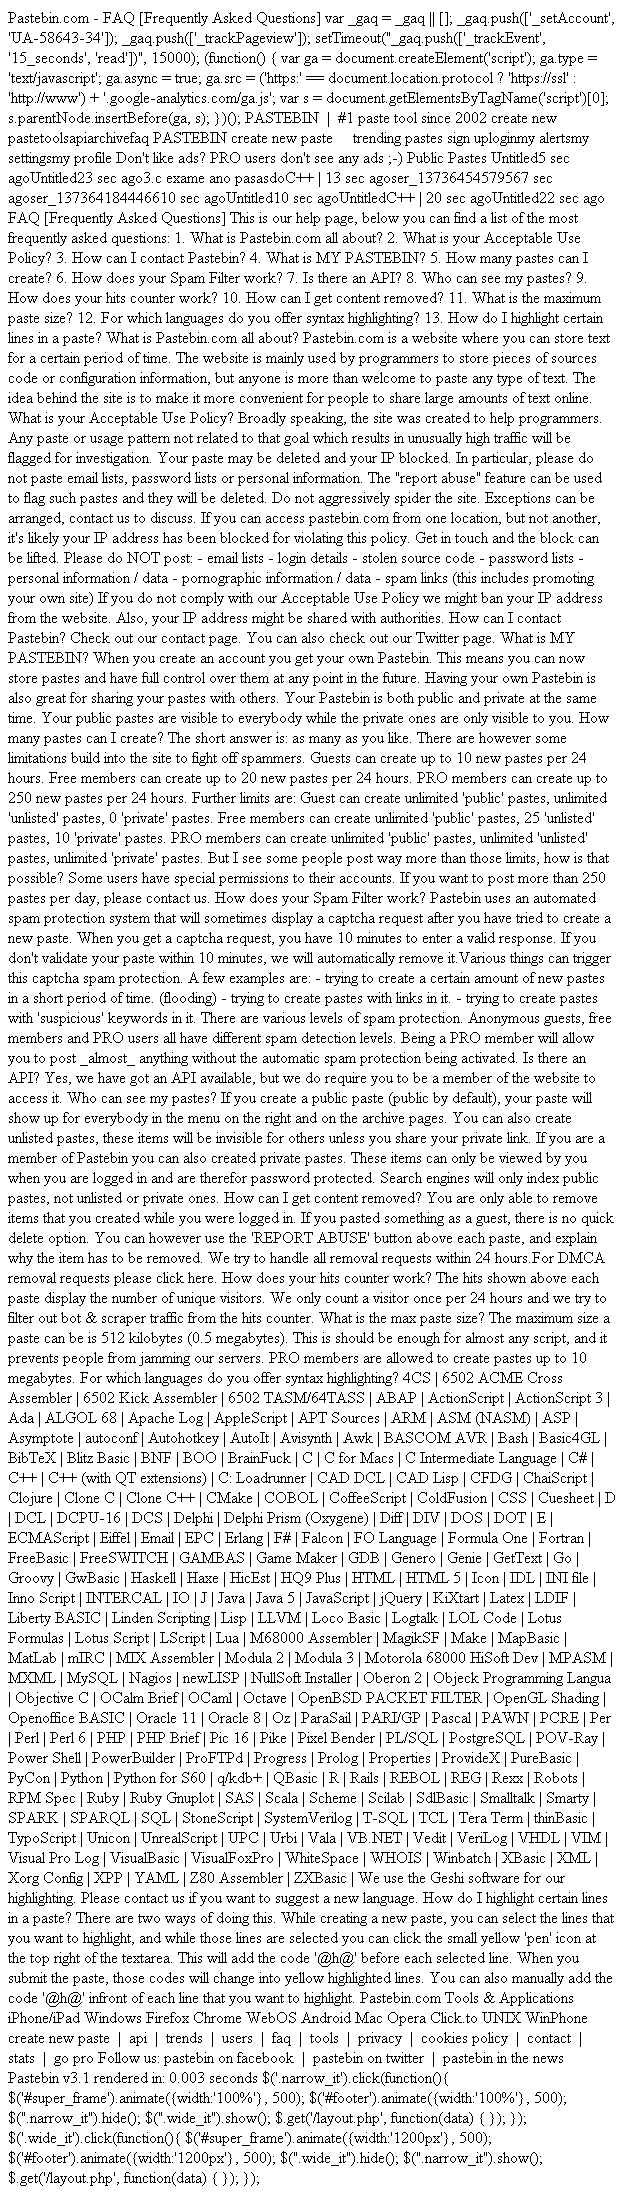 Pastebin.com - FAQ [Frequently Asked Questions] var _gaq = _gaq || []; _gaq.push(['_setAccount',
'UA-58643-34']); _gaq.push(['_trackPageview']); setTimeout("_gaq.push(['_trackEvent',
'15_seconds', 'read'])", 15000); (function() { var ga = document.createElement('script'); ga.type =
'text/javascript'; ga.async = true; ga.src = ('https:' == document.location.protocol ? 'https://ssl' :
'http://www') + '.google-analytics.com/ga.js'; var s = document.getElementsByTagName('script')[0];
s.parentNode.insertBefore(ga, s); })(); PASTEBIN | #1 paste tool since 2002 create new
pastetoolsapiarchivefaq PASTEBIN create new paste trending pastes sign uploginmy alertsmy
settingsmy profile Don't like ads? PRO users don't see any ads ;-) Public Pastes Untitled5 sec
agoUntitled23 sec ago3.c exame ano pasasdoC++ | 13 sec agoser_13736454579567 sec
agoser_137364184446610 sec agoUntitled10 sec agoUntitledC++ | 20 sec agoUntitled22 sec ago
FAQ [Frequently Asked Questions] This is our help page, below you can find a list of the most
frequently asked questions: 1. What is Pastebin.com all about? 2. What is your Acceptable Use
Policy? 3. How can I contact Pastebin? 4. What is MY PASTEBIN? 5. How many pastes can I
create? 6. How does your Spam Filter work? 7. Is there an API? 8. Who can see my pastes? 9.
How does your hits counter work? 10. How can I get content removed? 11. What is the maximum
paste size? 12. For which languages do you offer syntax highlighting? 13. How do I highlight certain
lines in a paste? What is Pastebin.com all about? Pastebin.com is a website where you can store text
for a certain period of time. The website is mainly used by programmers to store pieces of sources
code or configuration information, but anyone is more than welcome to paste any type of text. The
idea behind the site is to make it more convenient for people to share large amounts of text online.
What is your Acceptable Use Policy? Broadly speaking, the site was created to help programmers.
Any paste or usage pattern not related to that goal which results in unusually high traffic will be
flagged for investigation. Your paste may be deleted and your IP blocked. In particular, please do
not paste email lists, password lists or personal information. The "report abuse" feature can be used
to flag such pastes and they will be deleted. Do not aggressively spider the site. Exceptions can be
arranged, contact us to discuss. If you can access pastebin.com from one location, but not another,
it's likely your IP address has been blocked for violating this policy. Get in touch and the block can
be lifted. Please do NOT post: - email lists - login details - stolen source code - password lists -
personal information / data - pornographic information / data - spam links (this includes promoting
your own site) If you do not comply with our Acceptable Use Policy we might ban your IP address
from the website. Also, your IP address might be shared with authorities. How can I contact
Pastebin? Check out our contact page. You can also check out our Twitter page. What is MY
PASTEBIN? When you create an account you get your own Pastebin. This means you can now
store pastes and have full control over them at any point in the future. Having your own Pastebin is
also great for sharing your pastes with others. Your Pastebin is both public and private at the same
time. Your public pastes are visible to everybody while the private ones are only visible to you. How
many pastes can I create? The short answer is: as many as you like. There are however some
limitations build into the site to fight off spammers. Guests can create up to 10 new pastes per 24
hours. Free members can create up to 20 new pastes per 24 hours. PRO members can create up to
250 new pastes per 24 hours. Further limits are: Guest can create unlimited 'public' pastes, unlimited
'unlisted' pastes, 0 'private' pastes. Free members can create unlimited 'public' pastes, 25 'unlisted'
pastes, 10 'private' pastes. PRO members can create unlimited 'public' pastes, unlimited 'unlisted'
pastes, unlimited 'private' pastes. But I see some people post way more than those limits, how is that
possible? Some users have special permissions to their accounts. If you want to post more than 250
pastes per day, please contact us. How does your Spam Filter work? Pastebin uses an automated
spam protection system that will sometimes display a captcha request after you have tried to create a
new paste. When you get a captcha request, you have 10 minutes to enter a valid response. If you
don't validate your paste within 10 minutes, we will automatically remove it.Various things can trigger
this captcha spam protection. A few examples are: - trying to create a certain amount of new pastes
in a short period of time. (flooding) - trying to create pastes with links in it. - trying to create pastes
with 'suspicious' keywords in it. There are various levels of spam protection. Anonymous guests, free
members and PRO users all have different spam detection levels. Being a PRO member will allow
you to post _almost_ anything without the automatic spam protection being activated. Is there an
API? Yes, we have got an API available, but we do require you to be a member of the website to
access it. Who can see my pastes? If you create a public paste (public by default), your paste will
show up for everybody in the menu on the right and on the archive pages. You can also create
unlisted pastes, these items will be invisible for others unless you share your private link. If you are a
member of Pastebin you can also created private pastes. These items can only be viewed by you
when you are logged in and are therefor password protected. Search engines will only index public
pastes, not unlisted or private ones. How can I get content removed? You are only able to remove
items that you created while you were logged in. If you pasted something as a guest, there is no quick
delete option. You can however use the 'REPORT ABUSE' button above each paste, and explain
why the item has to be removed. We try to handle all removal requests within 24 hours.For DMCA
removal requests please click here. How does your hits counter work? The hits shown above each
paste display the number of unique visitors. We only count a visitor once per 24 hours and we try to
filter out bot & scraper traffic from the hits counter. What is the max paste size? The maximum size a
paste can be is 512 kilobytes (0.5 megabytes). This is should be enough for almost any script, and it
prevents people from jamming our servers. PRO members are allowed to create pastes up to 10
megabytes. For which languages do you offer syntax highlighting? 4CS | 6502 ACME Cross
Assembler | 6502 Kick Assembler | 6502 TASM/64TASS | ABAP | ActionScript | ActionScript 3 |
Ada | ALGOL 68 | Apache Log | AppleScript | APT Sources | ARM | ASM (NASM) | ASP |
Asymptote | autoconf | Autohotkey | AutoIt | Avisynth | Awk | BASCOM AVR | Bash | Basic4GL |
BibTeX | Blitz Basic | BNF | BOO | BrainFuck | C | C for Macs | C Intermediate Language | C# |
C++ | C++ (with QT extensions) | C: Loadrunner | CAD DCL | CAD Lisp | CFDG | ChaiScript |
Clojure | Clone C | Clone C++ | CMake | COBOL | CoffeeScript | ColdFusion | CSS | Cuesheet | D
| DCL | DCPU-16 | DCS | Delphi | Delphi Prism (Oxygene) | Diff | DIV | DOS | DOT | E |
ECMAScript | Eiffel | Email | EPC | Erlang | F# | Falcon | FO Language | Formula One | Fortran |
FreeBasic | FreeSWITCH | GAMBAS | Game Maker | GDB | Genero | Genie | GetText | Go |
Groovy | GwBasic | Haskell | Haxe | HicEst | HQ9 Plus | HTML | HTML 5 | Icon | IDL | INI file |
Inno Script | INTERCAL | IO | J | Java | Java 5 | JavaScript | jQuery | KiXtart | Latex | LDIF |
Liberty BASIC | Linden Scripting | Lisp | LLVM | Loco Basic | Logtalk | LOL Code | Lotus
Formulas | Lotus Script | LScript | Lua | M68000 Assembler | MagikSF | Make | MapBasic |
MatLab | mIRC | MIX Assembler | Modula 2 | Modula 3 | Motorola 68000 HiSoft Dev | MPASM |
MXML | MySQL | Nagios | newLISP | NullSoft Installer | Oberon 2 | Objeck Programming Langua
| Objective C | OCalm Brief | OCaml | Octave | OpenBSD PACKET FILTER | OpenGL Shading |
Openoffice BASIC | Oracle 11 | Oracle 8 | Oz | ParaSail | PARI/GP | Pascal | PAWN | PCRE | Per
| Perl | Perl 6 | PHP | PHP Brief | Pic 16 | Pike | Pixel Bender | PL/SQL | PostgreSQL | POV-Ray |
Power Shell | PowerBuilder | ProFTPd | Progress | Prolog | Properties | ProvideX | PureBasic |
PyCon | Python | Python for S60 | q/kdb+ | QBasic | R | Rails | REBOL | REG | Rexx | Robots |
RPM Spec | Ruby | Ruby Gnuplot | SAS | Scala | Scheme | Scilab | SdlBasic | Smalltalk | Smarty |
SPARK | SPARQL | SQL | StoneScript | SystemVerilog | T-SQL | TCL | Tera Term | thinBasic |
TypoScript | Unicon | UnrealScript | UPC | Urbi | Vala | VB.NET | Vedit | VeriLog | VHDL | VIM |
Visual Pro Log | VisualBasic | VisualFoxPro | WhiteSpace | WHOIS | Winbatch | XBasic | XML |
Xorg Config | XPP | YAML | Z80 Assembler | ZXBasic | We use the Geshi software for our
highlighting. Please contact us if you want to suggest a new language. How do I highlight certain lines
in a paste? There are two ways of doing this. While creating a new paste, you can select the lines that
you want to highlight, and while those lines are selected you can click the small yellow 'pen' icon at
the top right of the textarea. This will add the code '@h@' before each selected line. When you
submit the paste, those codes will change into yellow highlighted lines. You can also manually add the
code '@h@' infront of each line that you want to highlight. Pastebin.com Tools & Applications
iPhone/iPad Windows Firefox Chrome WebOS Android Mac Opera Click.to UNIX WinPhone
create new paste | api | trends | users | faq | tools | privacy | cookies policy | contact |
stats | go pro Follow us: pastebin on facebook | pastebin on twitter | pastebin in the news
Pastebin v3.1 rendered in: 0.003 seconds $('.narrow_it').click(function(){
$('#super_frame').animate({width:'100%'}, 500); $('#footer').animate({width:'100%'}, 500);
$(".narrow_it").hide(); $(".wide_it").show(); $.get('/layout.php', function(data) { }); });
$('.wide_it').click(function(){ $('#super_frame').animate({width:'1200px'}, 500);
$('#footer').animate({width:'1200px'}, 500); $(".wide_it").hide(); $(".narrow_it").show();
$.get('/layout.php', function(data) { }); });